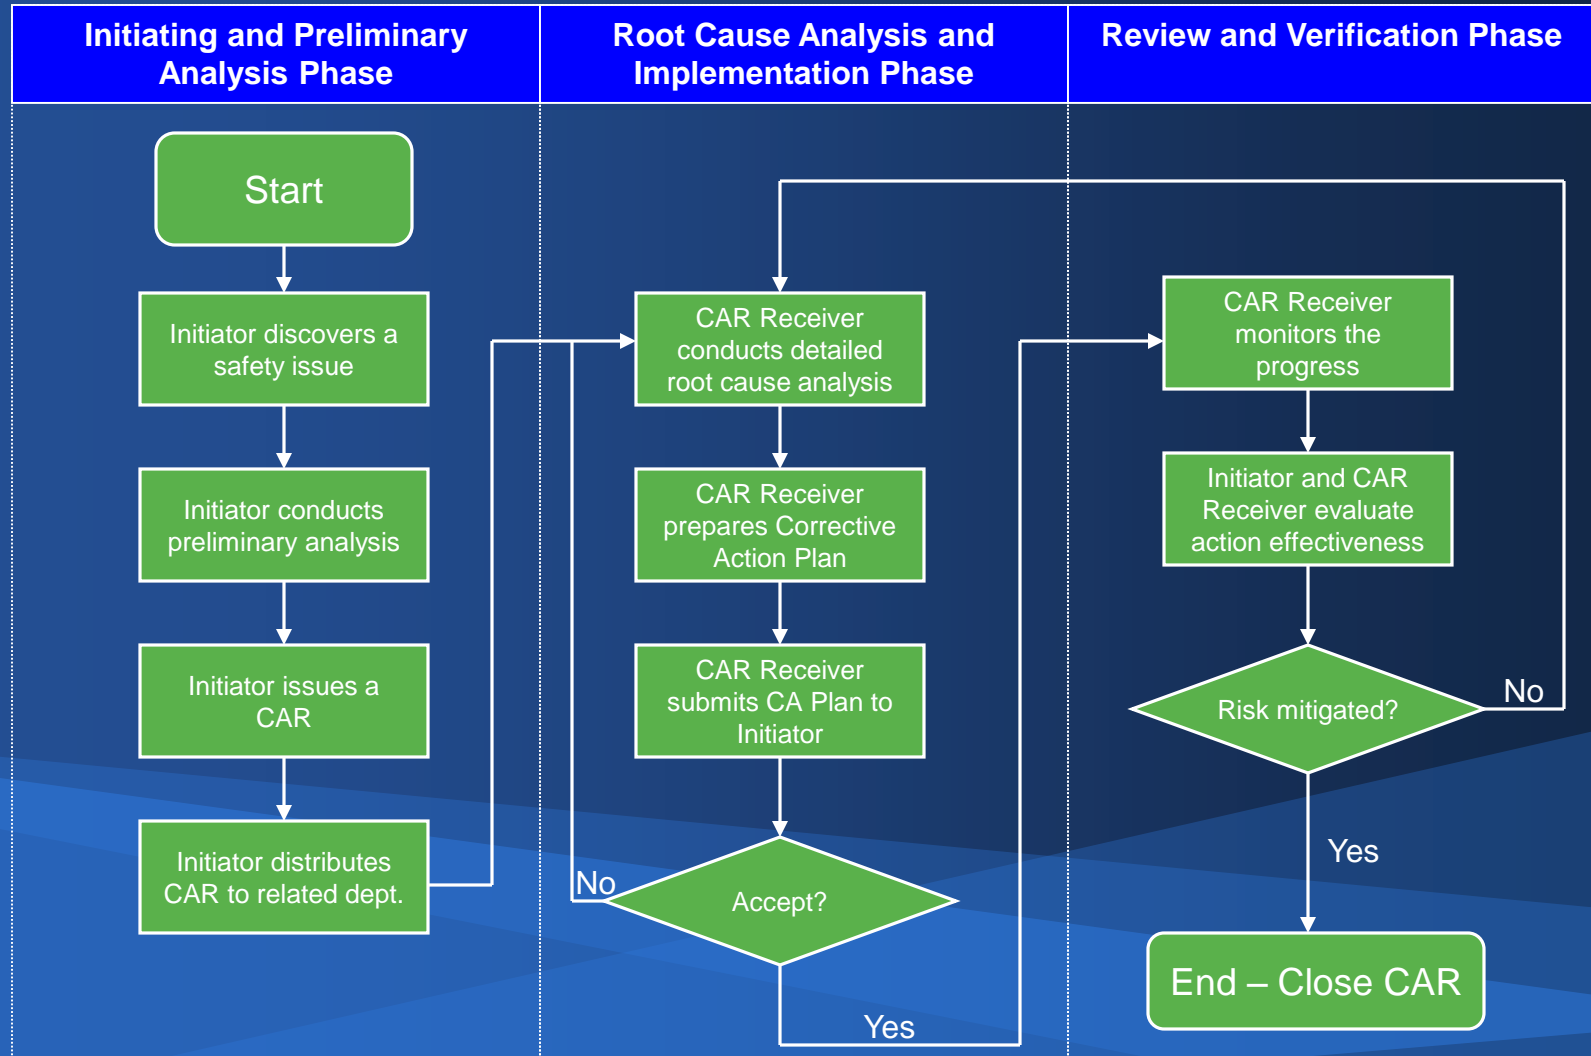 Initiating and Preliminary
Analysis Phase
Root Cause Analysis and
Implementation Phase
Review and Verification Phase
Start
Initiator discovers a
safety issue
Initiator conducts
preliminary analysis
Initiator issues a
CAR
Initiator distributes
CAR to related dept.
CAR Receiver
conducts detailed
root cause analysis
CAR Receiver
prepares Corrective
Action Plan
CAR Receiver
submits CA Plan to
Initiator
No
Accept?
Yes
CAR Receiver
monitors the
progress
Initiator and CAR
Receiver evaluate
action effectiveness
Risk mitigated?
No
Yes
End – Close CAR